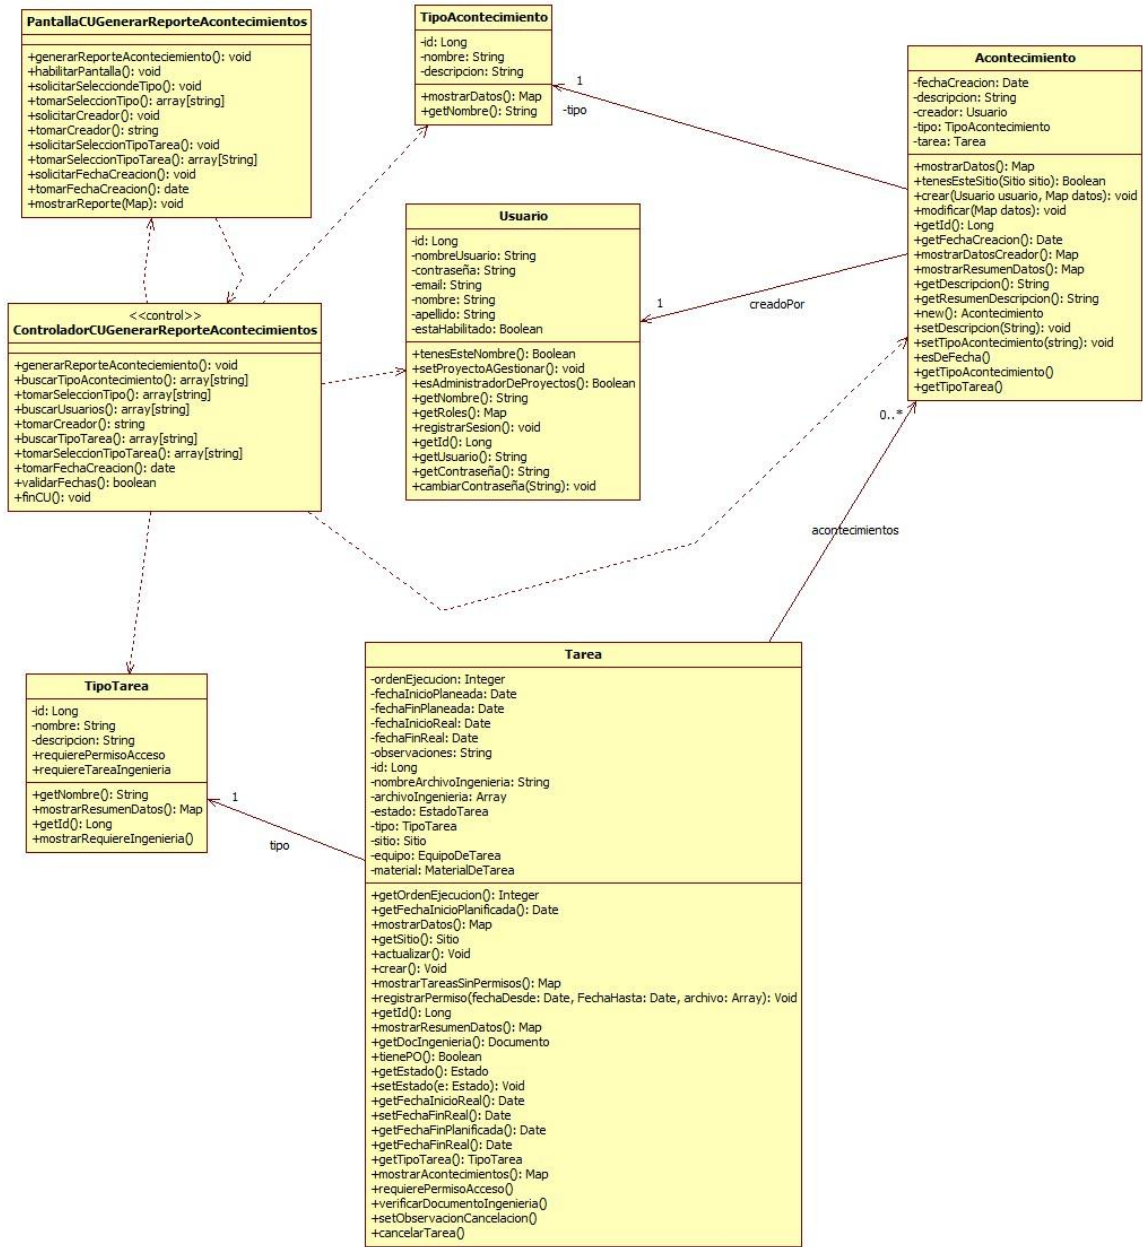 PantallaCUGenerarReporteAcontecimientos
+generarReporteAconteciemiento(): void
+habilitarPantalla(): void
+solicitarSelecciondeTipo(): void
+tomarSeleccionTipo(): array[string]
+solicitarCreador(): void
+tomarCreador(): string
+solicitarSeleccionTipoTarea(): void
+tomarSeleccionTipoTarea(): array[String]
+solicitarFechaCreacion(): void
+tomarFechaCreacion(): date
+mostrarReporte(Map): void
TipoAcontecimiento
-id: Long
-nombre: String
-descripcion: String
+mostrarDatos(): Map
+getNombre(): String
1
-tipo
Acontecimiento
-fechaCreacion: Date
-descripcion: String
-creador: Usuario
-tipo: TipoAcontecimiento
-tarea: Tarea
+mostrarDatos(): Map
+tenesEsteSitio(Sitio sitio): Boolean
+crear(Usuario usuario, Map datos): void
+modificar(Map datos): void
+getId(): Long
+getFechaCreacion(): Date
+mostrarDatosCreador(): Map
+mostrarResumenDatos(): Map
+getDescripcion(): String
+getResumenDescripcion(): String
+new(): Acontecimiento
+setDescripcion(String): void
+setTipoAcontecimiento(string): void
+esDeFecha()
+getTipoAcontecimiento()
+getTipoTarea()
Usuario
-id: Long
-nombreUsuario: String
-contraseña: String
-email: String
-nombre: String
-apellido: String
-estaHabilitado: Boolean
+tenesEsteNombre(): Boolean
+setProyectoAGestionar(): void
+esAdministradorDeProyectos(): Boolean
+getNombre(): String
+getRoles(): Map
+registrarSesion(): void
+getId(): Long
+getUsuario(): String
+getContraseña(): String
+cambiarContraseña(String): void
1
creadoPor
<<control>>
ControladorCUGenerarReporteAcontecimientos
+generarReporteAconteciemiento(): void
+buscarTipoAcontecimiento(): array[string]
+tomarSeleccionTipo(): array[string]
+buscarUsuarios(): array[string]
+tomarCreador(): string
+buscarTipoTarea(): array[string]
+tomarSeleccionTipoTarea(): array[string]
+tomarFechaCreacion(): date
+validarFechas(): boolean
+finCU(): void
0..*
acontecimientos
TipoTarea
-id: Long
-nombre: String
-descripcion: String
+requierePermisoAcceso
+requiereTareaIngenieria
+getNombre(): String
+mostrarResumenDatos(): Map
+getId(): Long
+mostrarRequiereIngenieria()
1
tipo
Tarea
-ordenEjecucion: Integer
-fechaInicioPlaneada: Date
-fechaFinPlaneada: Date
-fechaInicioReal: Date
-fechaFinReal: Date
-observaciones: String
-id: Long
-nombreArchivoIngenieria: String
-archivoIngenieria: Array
-estado: EstadoTarea
-tipo: TipoTarea
-sitio: Sitio
-equipo: EquipoDeTarea
-material: MaterialDeTarea
+getOrdenEjecucion(): Integer
+getFechaInicioPlanificada(): Date
+mostrarDatos(): Map
+getSitio(): Sitio
+actualizar(): Void
+crear(): Void
+mostrarTareasSinPermisos(): Map
+registrarPermiso(fechaDesde: Date, FechaHasta: Date, archivo: Array): Void
+getId(): Long
+mostrarResumenDatos(): Map
+getDocIngenieria(): Documento
+tienePO(): Boolean
+getEstado(): Estado
+setEstado(e: Estado): Void
+getFechaInicioReal(): Date
+setFechaFinReal(): Date
+getFechaFinPlanificada(): Date
+getFechaFinReal(): Date
+getTipoTarea(): TipoTarea
+mostrarAcontecimientos(): Map
+requierePermisoAcceso()
+verificarDocumentoIngenieria()
+setObservacionCancelacion()
+cancelarTarea()